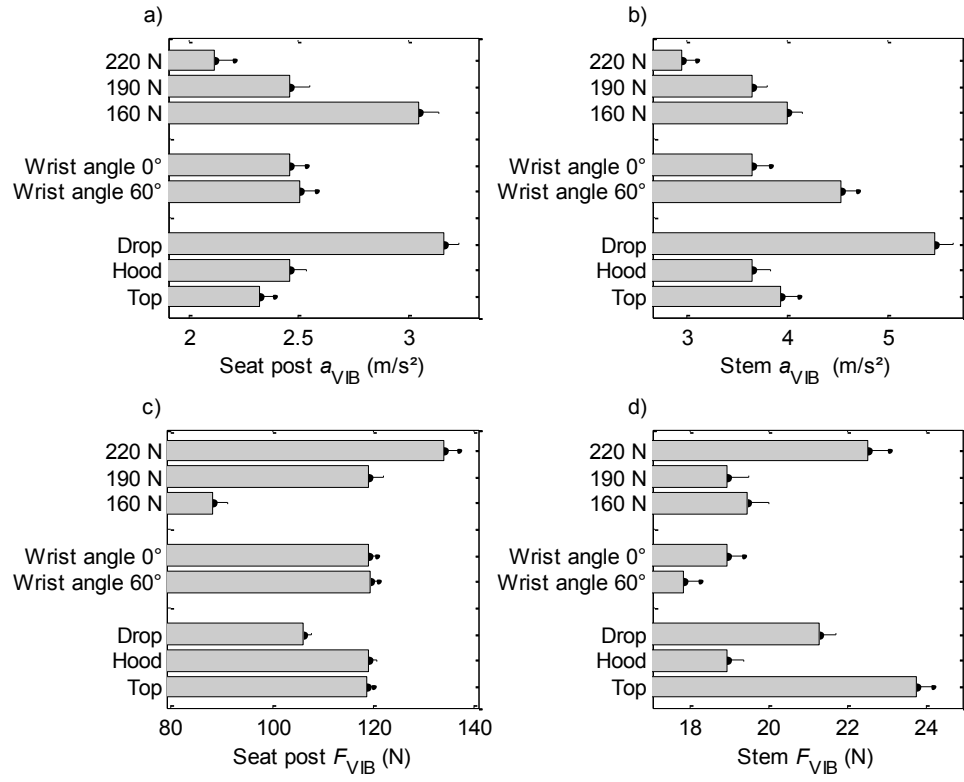 a)
220 N
190 N
160 N
Wrist angle 0°
Wrist angle 60°
Drop
Hood
Top
2 2.5 3
Seat post aVIB (m/s²)
b)
220 N
190 N
160 N
Wrist angle 0°
Wrist angle 60°
Drop
Hood
Top
3 4 5
Stem aVIB (m/s²)
c)
220 N
190 N
160 N
Wrist angle 0°
Wrist angle 60°
Drop
Hood
Top
80 100 120 140
Seat post FVIB (N)
d)
220 N
190 N
160 N
Wrist angle 0°
Wrist angle 60°
Drop
Hood
Top
18 20 22 24
Stem FVIB (N)